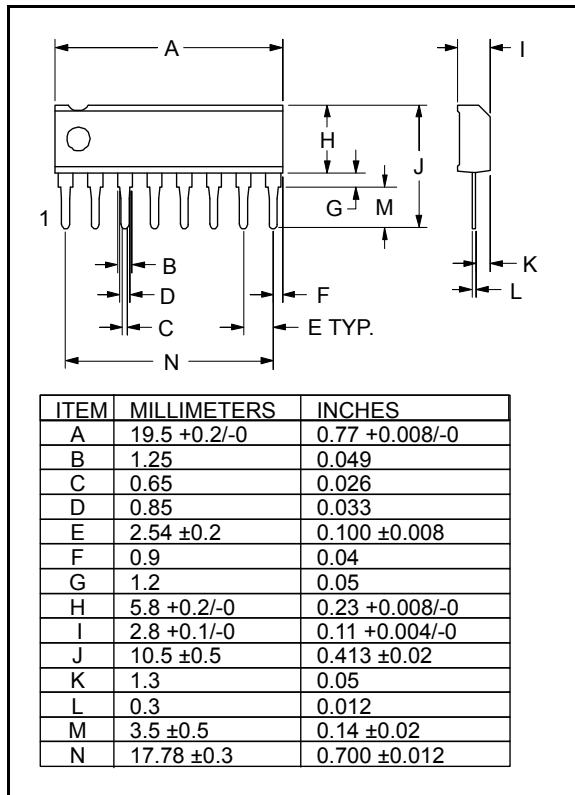 A
I
H
J
G
M
1
B
K
D
F
L
C
E TYP.
N
ITEM MILLIMETERS INCHES
A 19.5 +0.2/-0 0.77 +0.008/-0
B 1.25 0.049
C 0.65 0.026
D 0.85 0.033
E 2.54 ±0.2 0.100 ±0.008
F 0.9 0.04
G 1.2 0.05
H 5.8 +0.2/-0 0.23 +0.008/-0
I 2.8 +0.1/-0 0.11 +0.004/-0
J 10.5 ±0.5 0.413 ±0.02
K 1.3 0.05
L 0.3 0.012
M 3.5 ±0.5 0.14 ±0.02
N 17.78 ±0.3 0.700 ±0.012